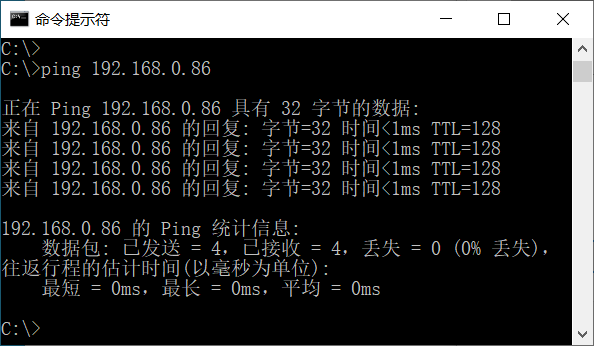 命令提示符
C:\>
C:\>ping 192.168.0.86
正在 Ping 192.168.0.86 具有 32 字节的数据:
来自 192.168.0.86 的回复: 字节=32 时间<1ms TTL=128
来自 192.168.0.86 的回复: 字节=32 时间<1ms TTL=128
来自 192.168.0.86 的回复: 字节=32 时间<1ms TTL=128
来自 192.168.0.86 的回复: 字节=32 时间<1ms TTL=128
192.168.0.86 的 Ping 统计信息:
数据包: 已发送 = 4，已接收 = 4，丢失 = 0 (0% 丢失)，
往返行程的估计时间(以毫秒为单位):
最短 = 0ms，最长 = 0ms，平均 = 0ms
C:\>